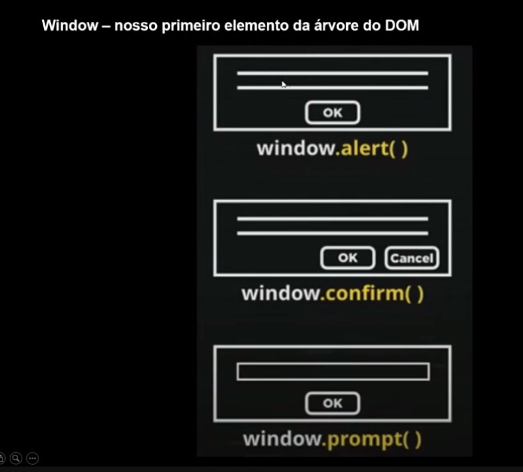 Window – nosso primeiro elemento da árvore do DOM
OK
window.alert( )
OK
Cancel
window.confirm( )
OK
window.prompt( )